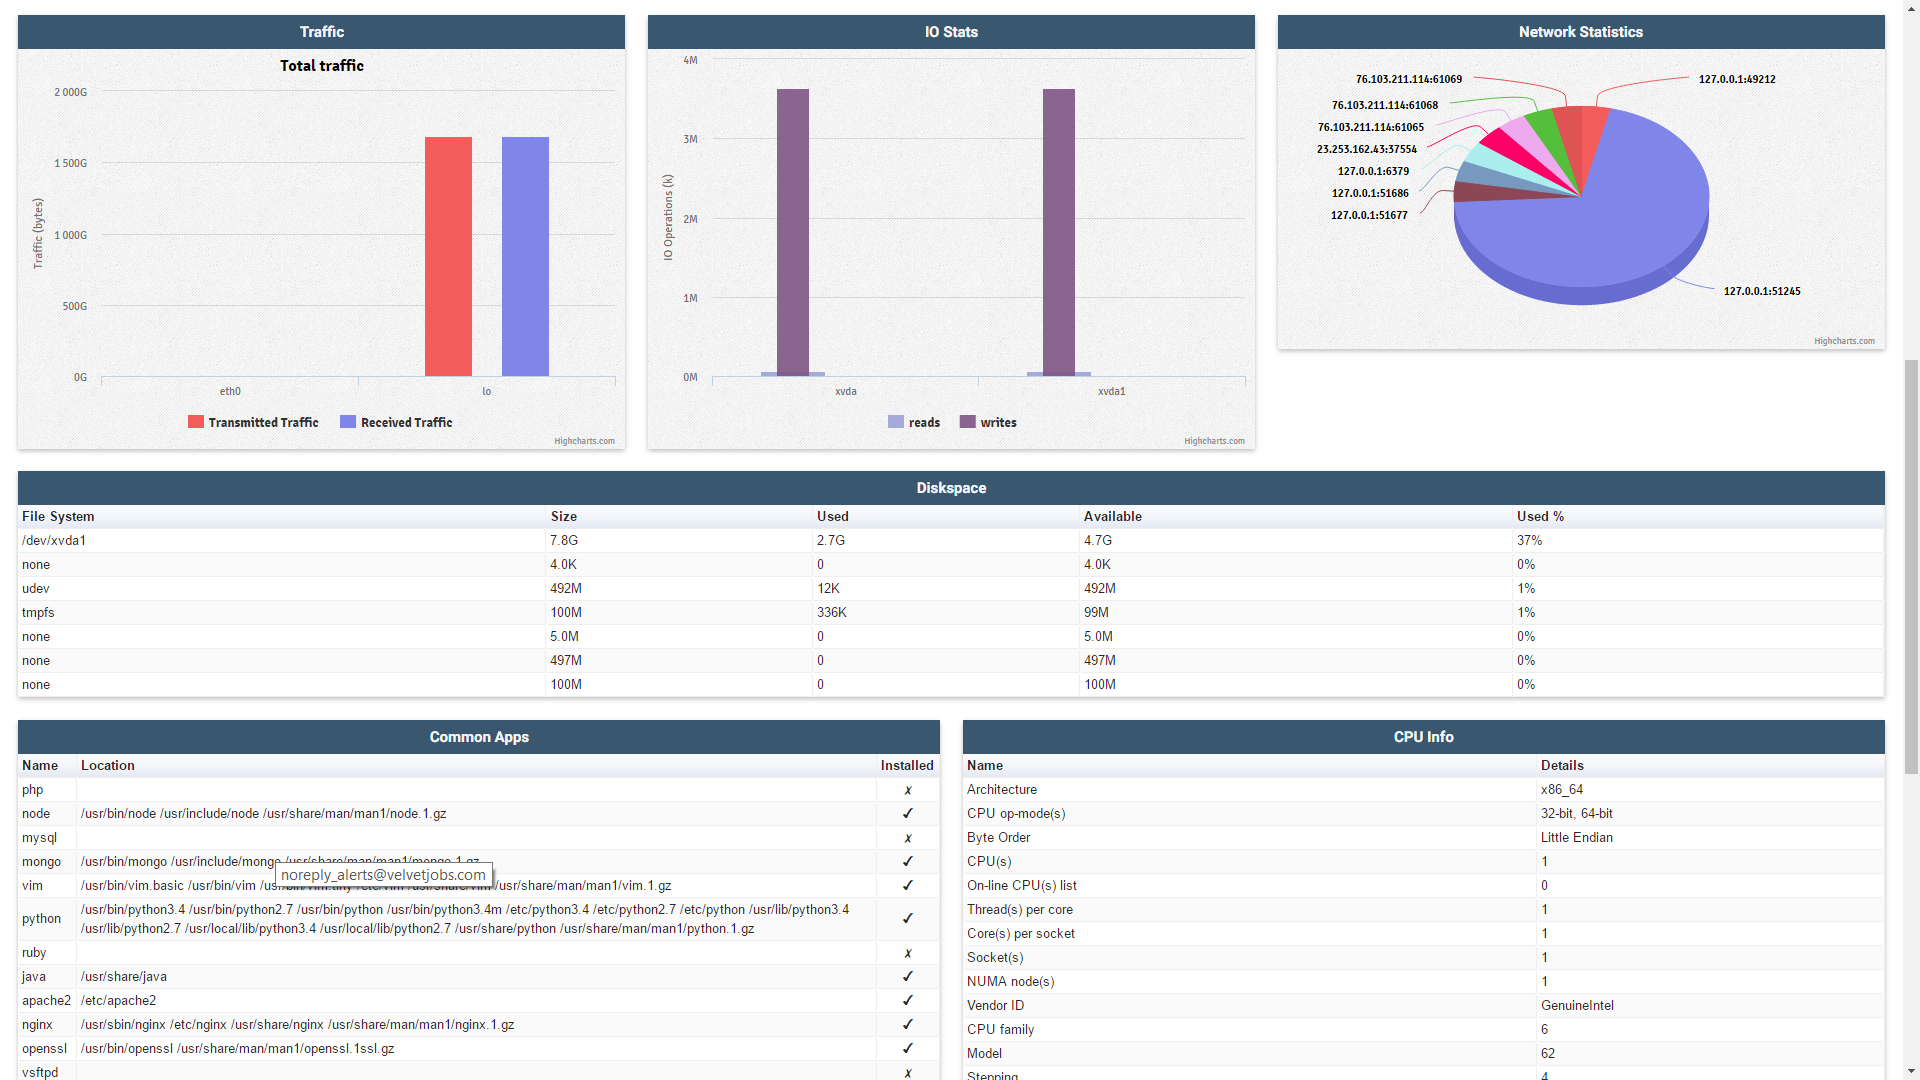 Traffic
Total traffic
2 000G
1 500G
1 000G
500G
0G
Traffic (bytes)
eth0
lo
Transmitted Traffic
Received Traffic
Highcharts.com
IO Stats
4M
3M
2M
1M
0M
IO Operations (k)
xvda
xvda1
reads
writes
Highcharts.com
Network Statistics
76.103.211.114:61069
127.0.0.1:49212
76.103.211.114:61068
76.103.211.114:61065
23.253.162.43:37554
127.0.0.1:6379
127.0.0.1:51686
127.0.0.1:51677
127.0.0.1:51245
Highcharts.com
Diskspace
File System Size Used Available Used %
/dev/xvda1 7.8G 2.7G 4.7G 37%
none 4.0K 0 4.0K 0%
udev 492M 12K 492M 1%
tmpfs 100M 336K 99M 1%
none 5.0M 0 5.0M 0%
none 497M 0 497M 0%
none 100M 0 100M 0%
Common Apps
Name Location Installed
php ✗
node /usr/bin/node /usr/include/node /usr/share/man/man1/node.1.gz ✓
mysql ✗
mongo /usr/bin/mongo /usr/include/mongo /usr/share/man/man1/mongo.1.gz ✓
noreply_alerts@velvetjobs.com
vim /usr/bin/vim.basic /usr/bin/vim /usr/bin/vim.tiny /etc/vim /usr/share/vim /usr/share/man/man1/vim.1.gz ✓
python /usr/bin/python3.4 /usr/bin/python2.7 /usr/bin/python /usr/bin/python3.4m /etc/python3.4 /etc/python2.7 /etc/python /usr/lib/python3.4
/usr/lib/python2.7 /usr/local/lib/python3.4 /usr/local/lib/python2.7 /usr/share/python /usr/share/man/man1/python.1.gz ✓
ruby ✗
java /usr/share/java ✓
apache2 /etc/apache2 ✓
nginx /usr/sbin/nginx /etc/nginx /usr/share/nginx /usr/share/man/man1/nginx.1.gz ✓
openssl /usr/bin/openssl /usr/share/man/man1/openssl.1ssl.gz ✓
vsftpd ✗
CPU Info
Name Details
Architecture x86_64
CPU op-mode(s) 32-bit, 64-bit
Byte Order Little Endian
CPU(s) 1
On-line CPU(s) list 0
Thread(s) per core 1
Core(s) per socket 1
Socket(s) 1
NUMA node(s) 1
Vendor ID GenuineIntel
CPU family 6
Model 62
Stepping 4